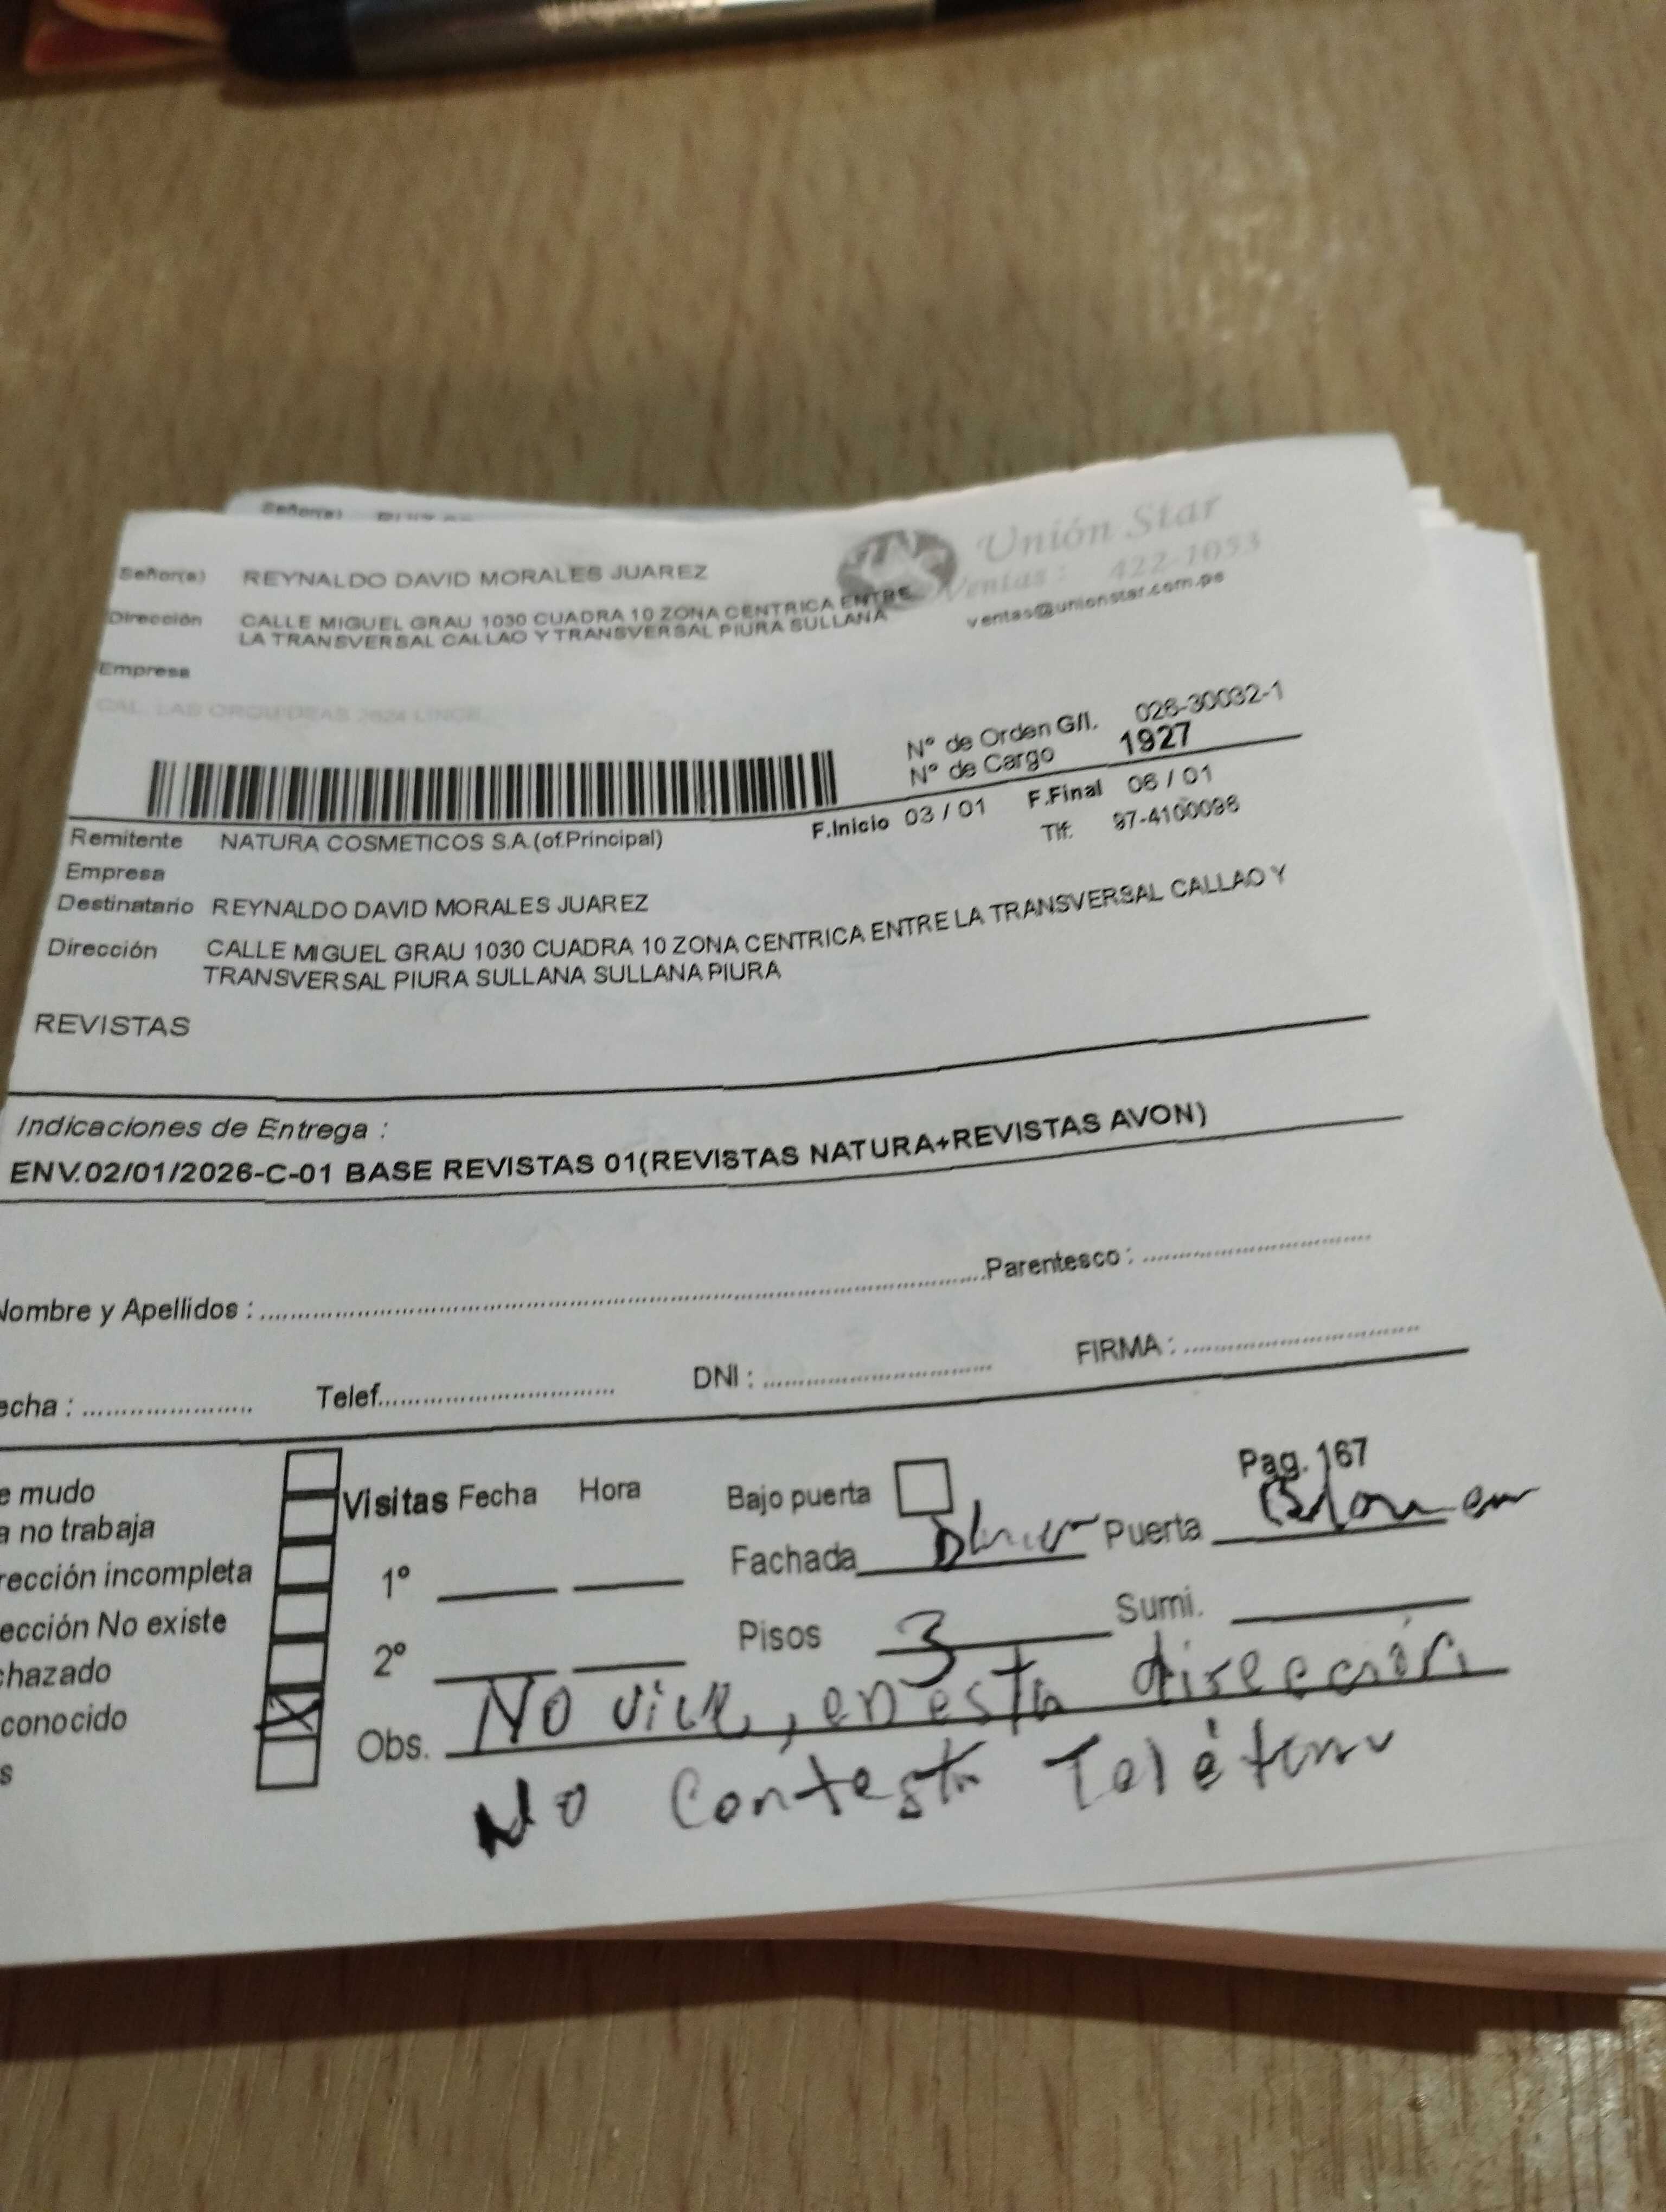 Señor(a) REYNALDO DAVID MORALES JUAREZ
Unión Star
Ventas : 422-1053
ventas@unionstar.com.pe
Dirección CALLE MIGUEL GRAU 1030 CUADRA 10 ZONA CENTRICA ENTRE
LA TRANSVERSAL CALLAO Y TRANSVERSAL PIURA SULLANA
Empresa
CAL. LAS ORQUIDEAS 2624 LINCE
N° de Orden G/I. 026-30032-1
N° de Cargo 1927
F.Inicio 03 / 01 F.Final 06 / 01
Tlf: 97-4100096
Remitente NATURA COSMETICOS S.A.(of.Principal)
Empresa
Destinatario REYNALDO DAVID MORALES JUAREZ
Dirección CALLE MIGUEL GRAU 1030 CUADRA 10 ZONA CENTRICA ENTRE LA TRANSVERSAL CALLAO Y
TRANSVERSAL PIURA SULLANA SULLANA PIURA
REVISTAS
Indicaciones de Entrega :
ENV.02/01/2026-C-01 BASE REVISTAS 01(REVISTAS NATURA+REVISTAS AVON)
Nombre y Apellidos : Parentesco :
echa : Telef. DNI : FIRMA :
Pag. 167
e mudo Visitas Fecha Hora Bajo puerta
a no trabaja
Fachada Puerta
rección incompleta 1°
ección No existe Pisos 3 Sumi.
chazado 2°
conocido Obs. No vive, en esta dirección
s
No Contesta Teléfono